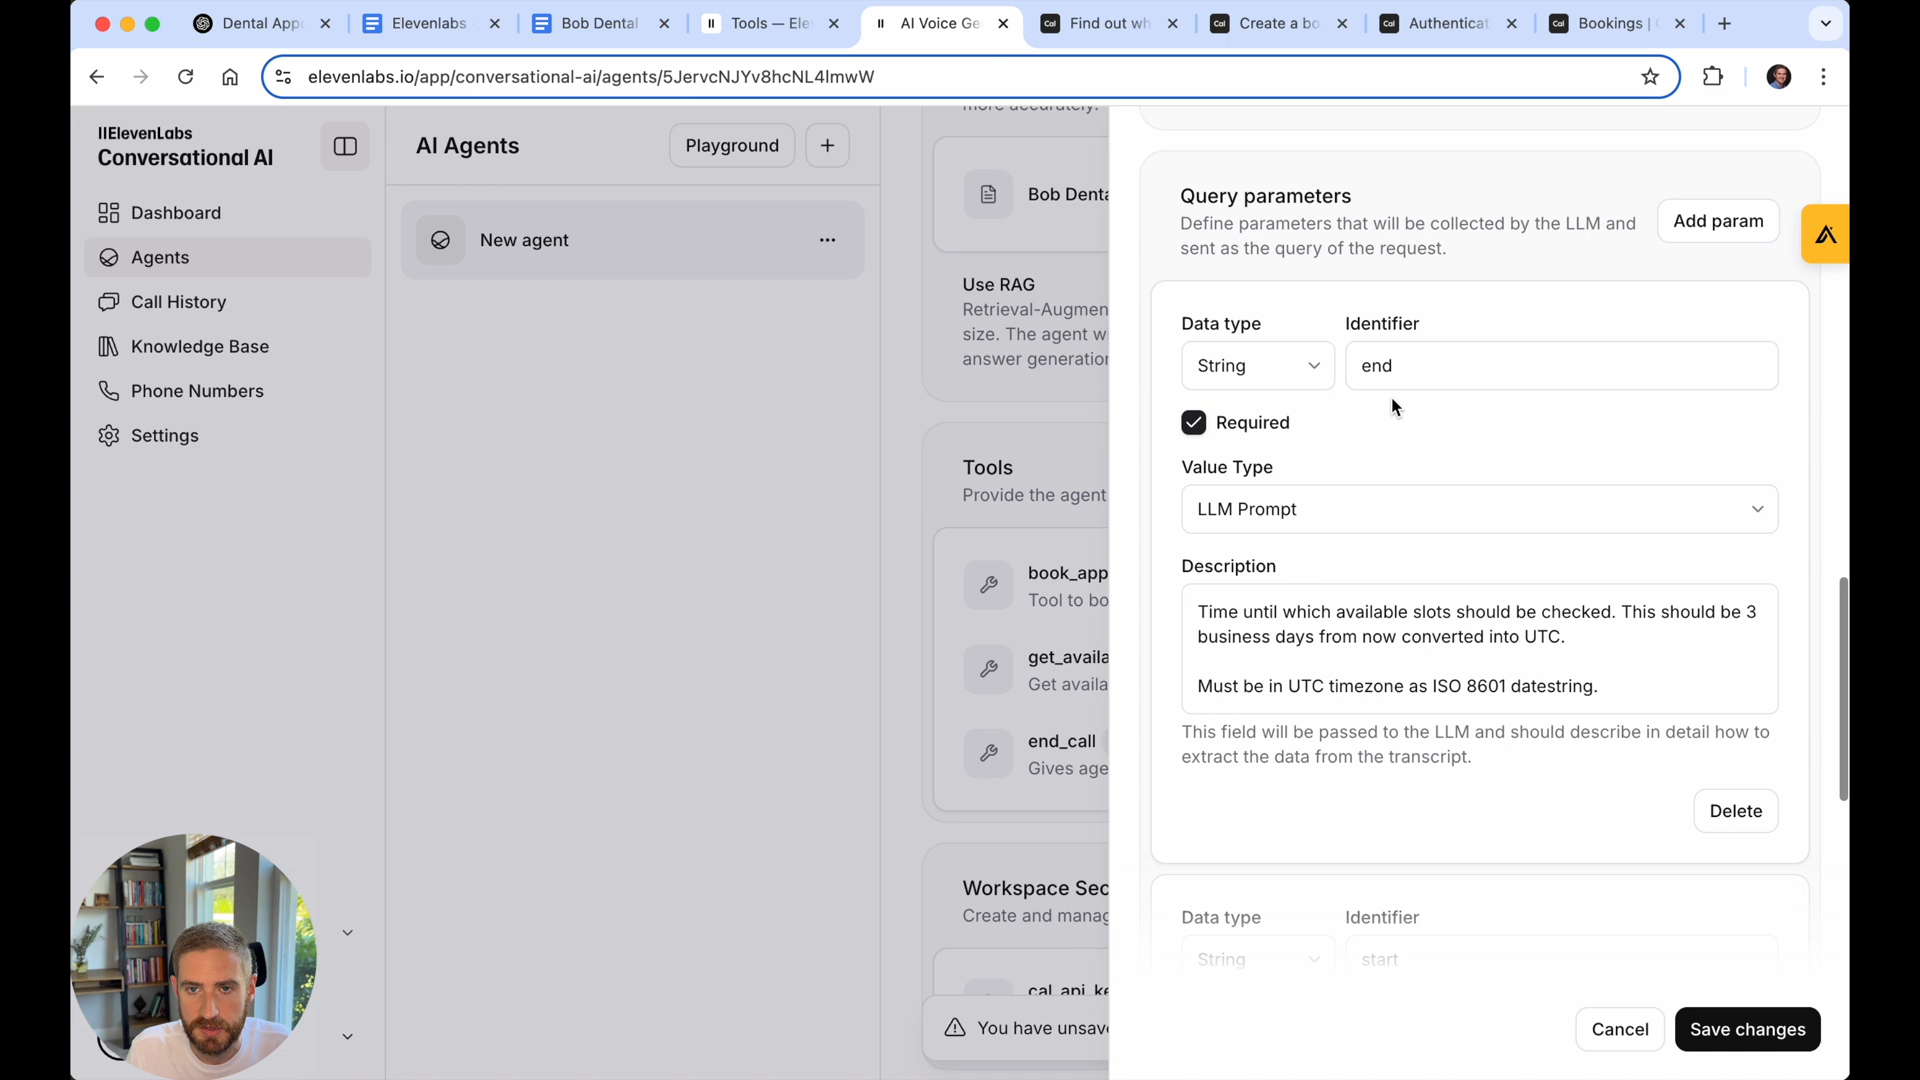 Dental App
Elevenlabs
Bob Dental
Tools — Ele
AI Voice Ge
Cal
Find out wh
Cal
Create a bo
Cal
Authenticat
Cal
Bookings |
elevenlabs.io/app/conversational-ai/agents/5JervcNJYv8hcNL4ImwW
IIElevenLabs
Conversational AI
Dashboard
Agents
Call History
Knowledge Base
Phone Numbers
Settings
AI Agents
Playground
New agent
more accurately.
Bob Denta
Use RAG
Retrieval-Augmen
size. The agent w
answer generation
Tools
Provide the agent
book_app
Tool to bo
get_availa
Get availa
end_call
Gives age
Workspace Sec
Create and manag
cal_api_ke
You have unsave
Query parameters
Define parameters that will be collected by the LLM and
sent as the query of the request.
Add param
Data type
Identifier
String
end
Required
Value Type
LLM Prompt
Description
Time until which available slots should be checked. This should be 3
business days from now converted into UTC.
Must be in UTC timezone as ISO 8601 datestring.
This field will be passed to the LLM and should describe in detail how to
extract the data from the transcript.
Delete
Data type
Identifier
String
start
Cancel
Save changes